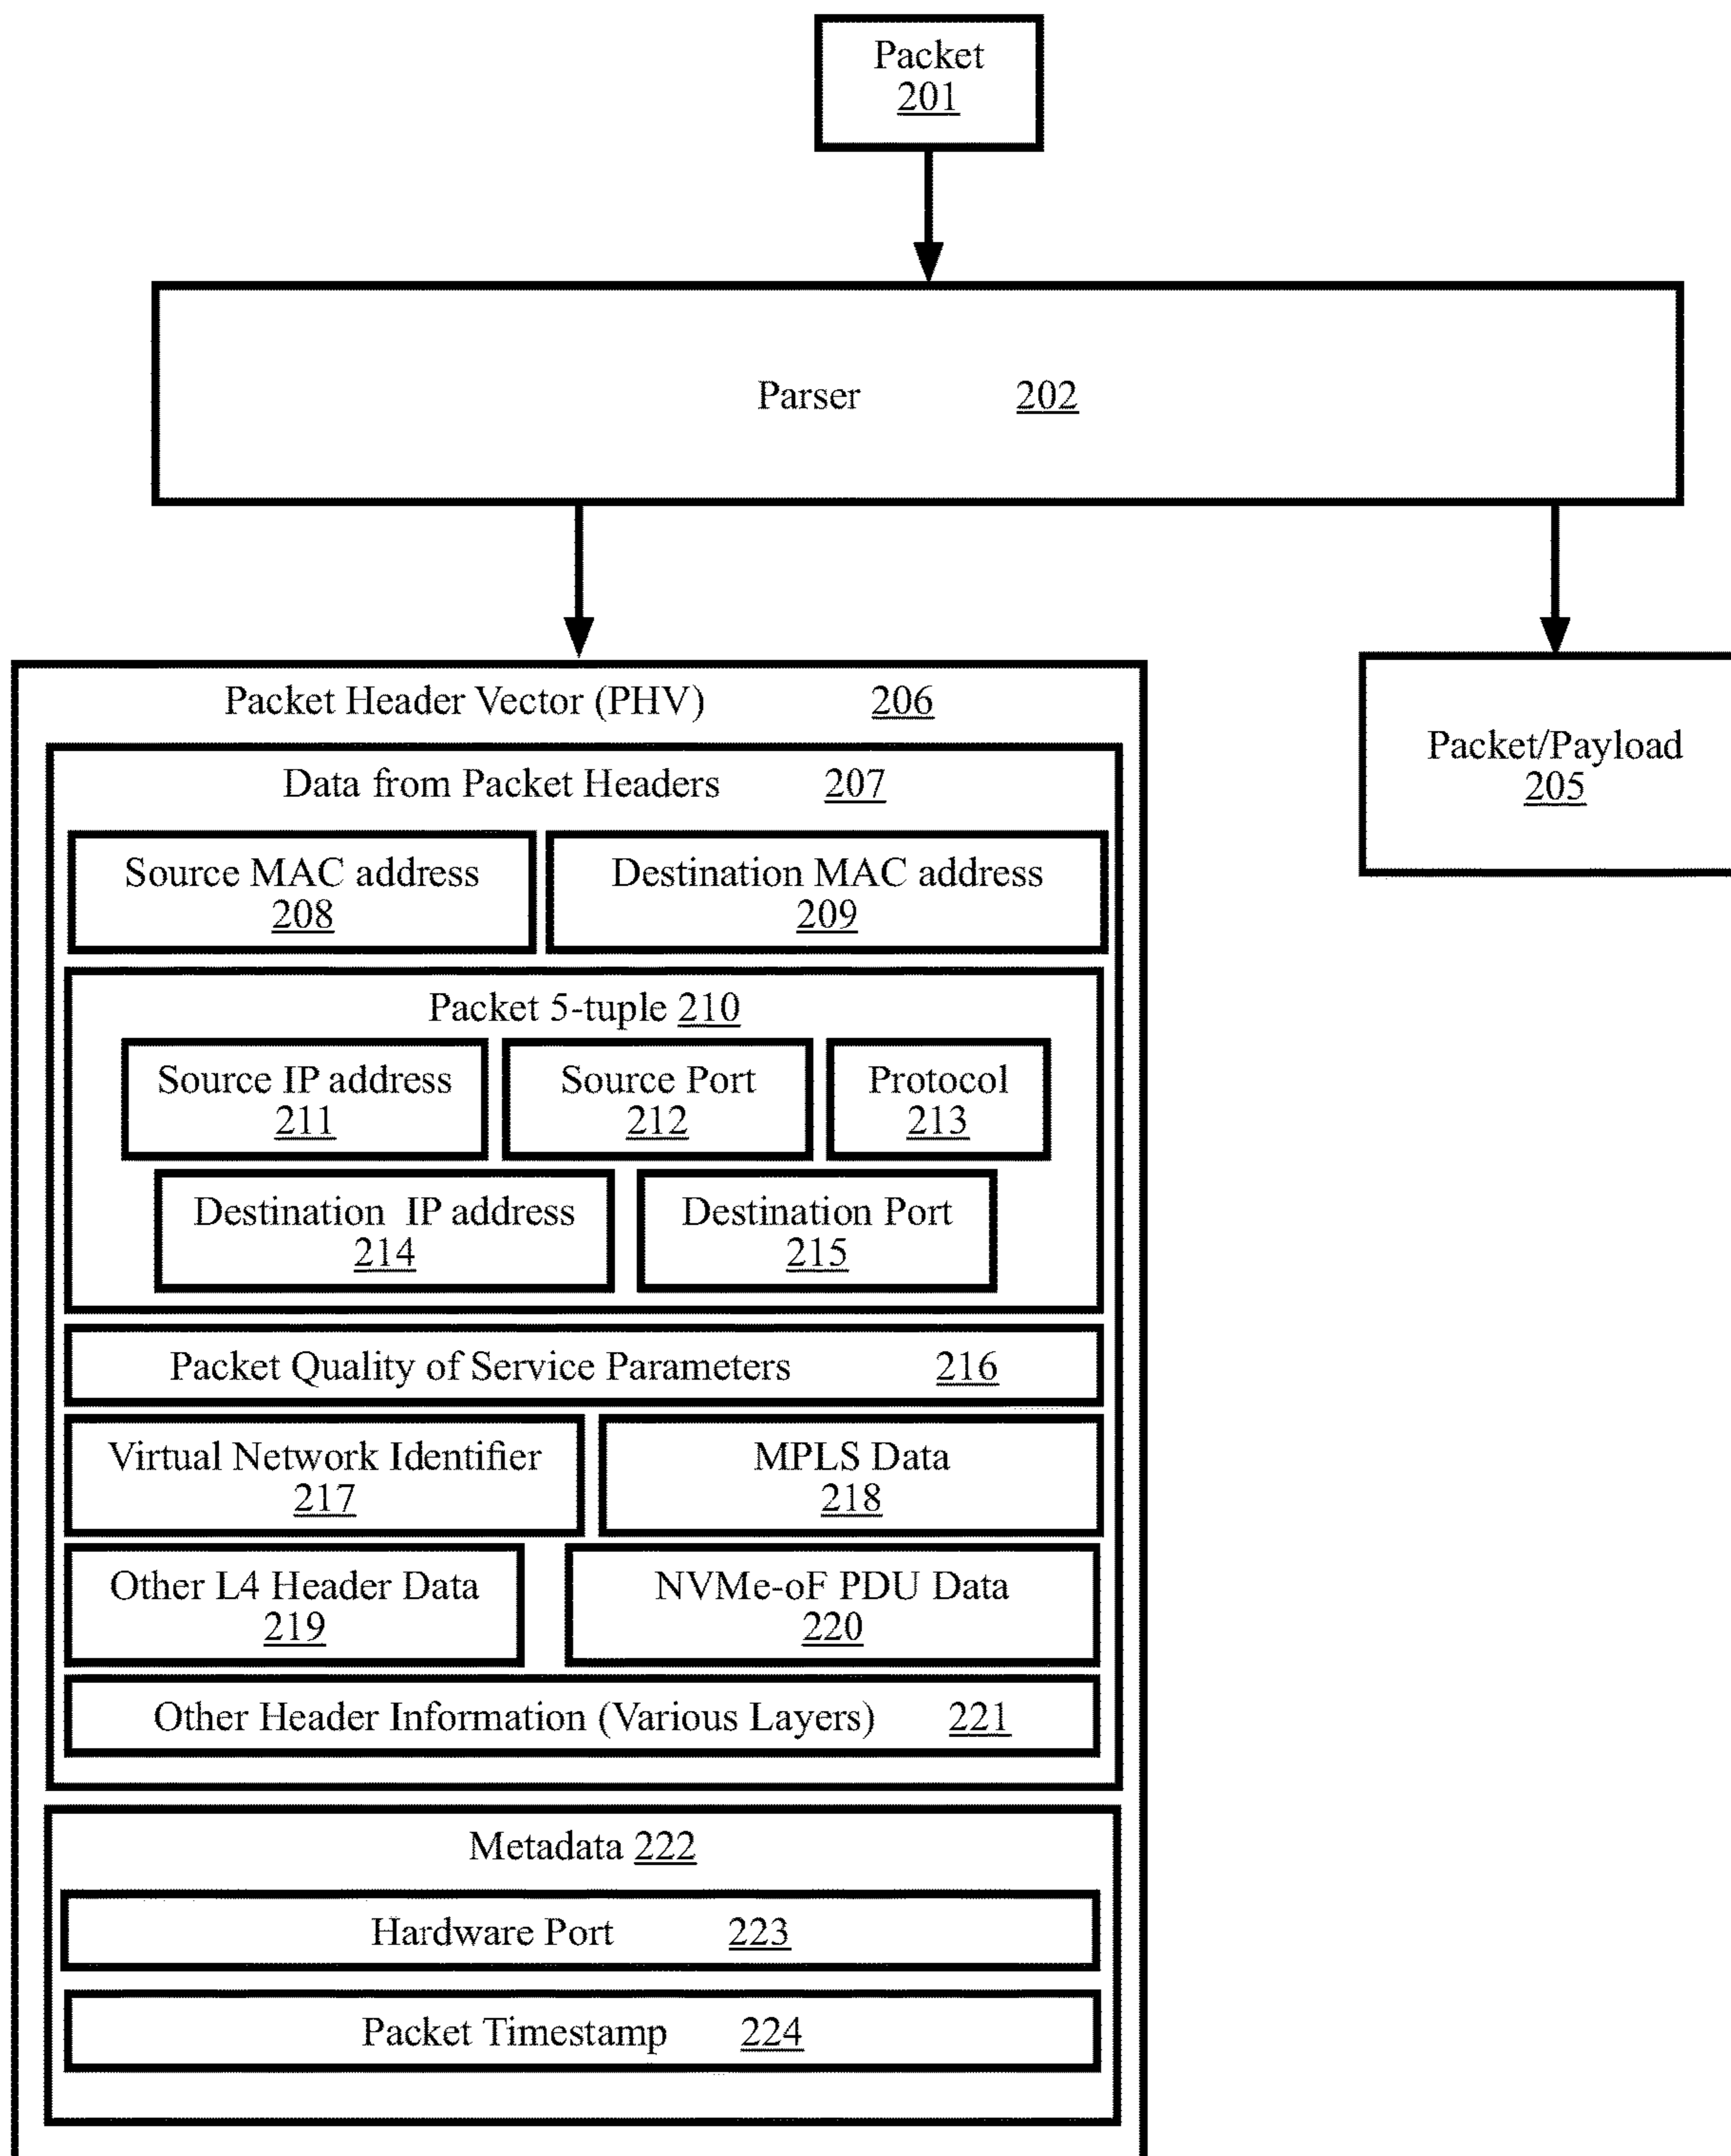 Packet
201
Parser 202
Packet Header Vector (PHV) 206
Data from Packet Headers 207
Source MAC address
208
Destination MAC address
209
Packet 5-tuple 210
Source IP address
211
Source Port
212
Protocol
213
Destination IP address
214
Destination Port
215
Packet Quality of Service Parameters 216
Virtual Network Identifier
217
MPLS Data
218
Other L4 Header Data
219
NVMe-oF PDU Data
220
Other Header Information (Various Layers) 221
Metadata 222
Hardware Port 223
Packet Timestamp 224
Packet/Payload
205